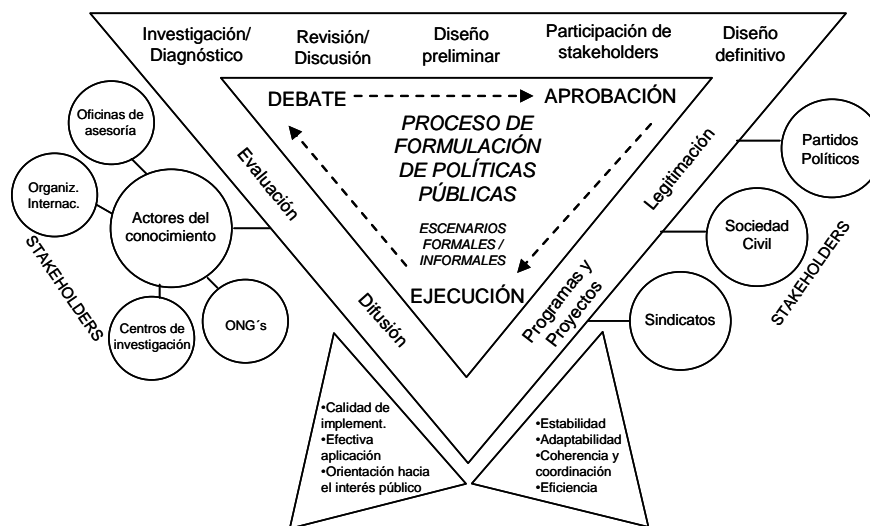 Investigación/
Diagnóstico
Revisión/
Discusión
Diseño
preliminar
Participación de
stakeholders
Diseño
definitivo
DEBATE
APROBACIÓN
PROCESO DE
FORMULACIÓN
DE POLÍTICAS
PÚBLICAS
ESCENARIOS
FORMALES /
INFORMALES
EJECUCIÓN
Evaluación
Difusión
Legitimación
Programas y
Proyectos
Oficinas de
asesoría
Organiz.
Internac.
Actores del
conocimiento
Centros de
investigación
ONG´s
STAKEHOLDERS
Partidos
Políticos
Sociedad
Civil
Sindicatos
STAKEHOLDERS
•Calidad de
implement.
•Efectiva
aplicación
•Orientación hacia
el interés público
•Estabilidad
•Adaptabilidad
•Coherencia y
coordinación
•Eficiencia